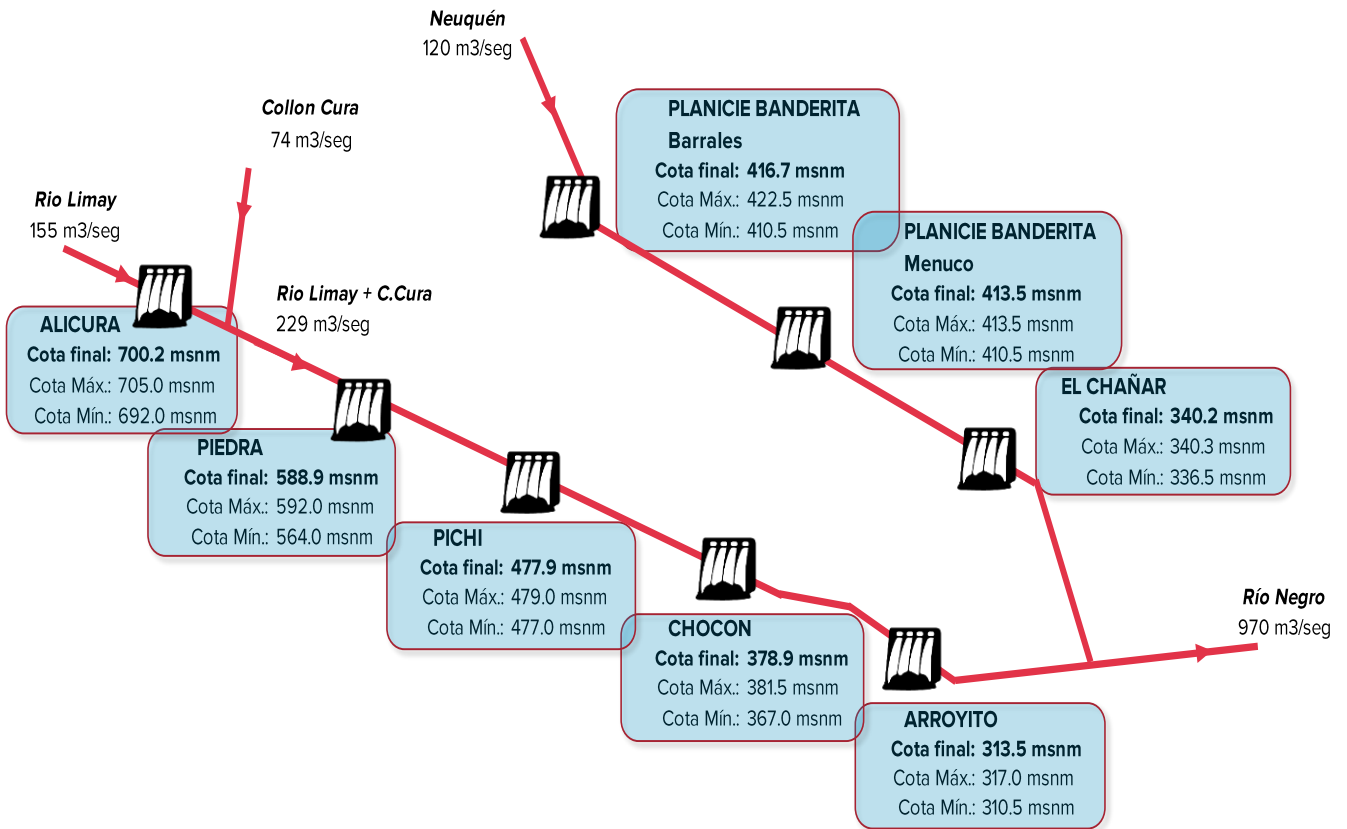 Neuquén
120 m3/seg
Collon Cura
74 m3/seg
Rio Limay
155 m3/seg
Rio Limay + C.Cura
229 m3/seg
PLANICIE BANDERITA
Barrales
Cota final: 416.7 msnm
Cota Máx.: 422.5 msnm
Cota Mín.: 410.5 msnm
PLANICIE BANDERITA
Menuco
Cota final: 413.5 msnm
Cota Máx.: 413.5 msnm
Cota Mín.: 410.5 msnm
EL CHAÑAR
Cota final: 340.2 msnm
Cota Máx.: 340.3 msnm
Cota Mín.: 336.5 msnm
ALICURA
Cota final: 700.2 msnm
Cota Máx.: 705.0 msnm
Cota Mín.: 692.0 msnm
PIEDRA
Cota final: 588.9 msnm
Cota Máx.: 592.0 msnm
Cota Mín.: 564.0 msnm
PICHI
Cota final: 477.9 msnm
Cota Máx.: 479.0 msnm
Cota Mín.: 477.0 msnm
CHOCON
Cota final: 378.9 msnm
Cota Máx.: 381.5 msnm
Cota Mín.: 367.0 msnm
ARROYITO
Cota final: 313.5 msnm
Cota Máx.: 317.0 msnm
Cota Mín.: 310.5 msnm
Río Negro
970 m3/seg